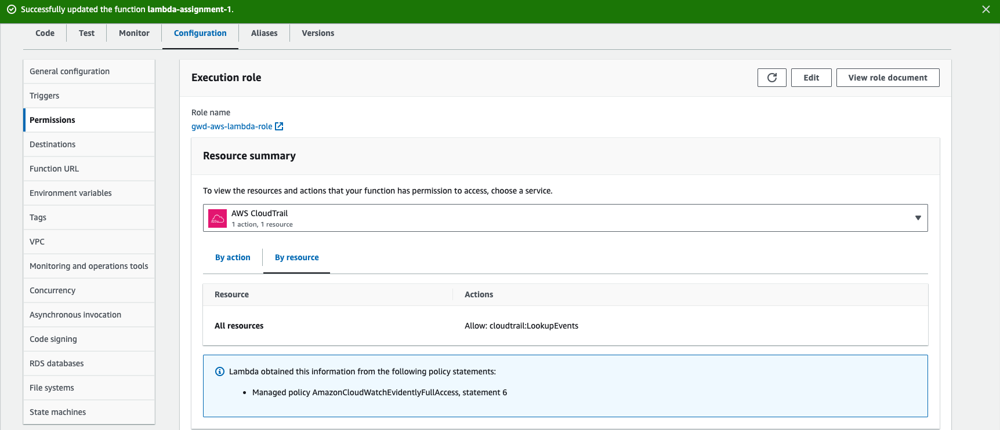 Successfully updated the function lambda-assignment-1.
Code Test Monitor Configuration Aliases Versions
General configuration
Triggers
Permissions
Destinations
Function URL
Environment variables
Tags
VPC
Monitoring and operations tools
Concurrency
Asynchronous invocation
Code signing
RDS databases
File systems
State machines
Execution role
Edit
View role document
Role name
gwd-aws-lambda-role
Resource summary
To view the resources and actions that your function has permission to access, choose a service.
AWS CloudTrail
1 action, 1 resource
By action By resource
Resource Actions
All resources Allow: cloudtrail:LookupEvents
Lambda obtained this information from the following policy statements:
• Managed policy AmazonCloudWatchEvidentlyFullAccess, statement 6